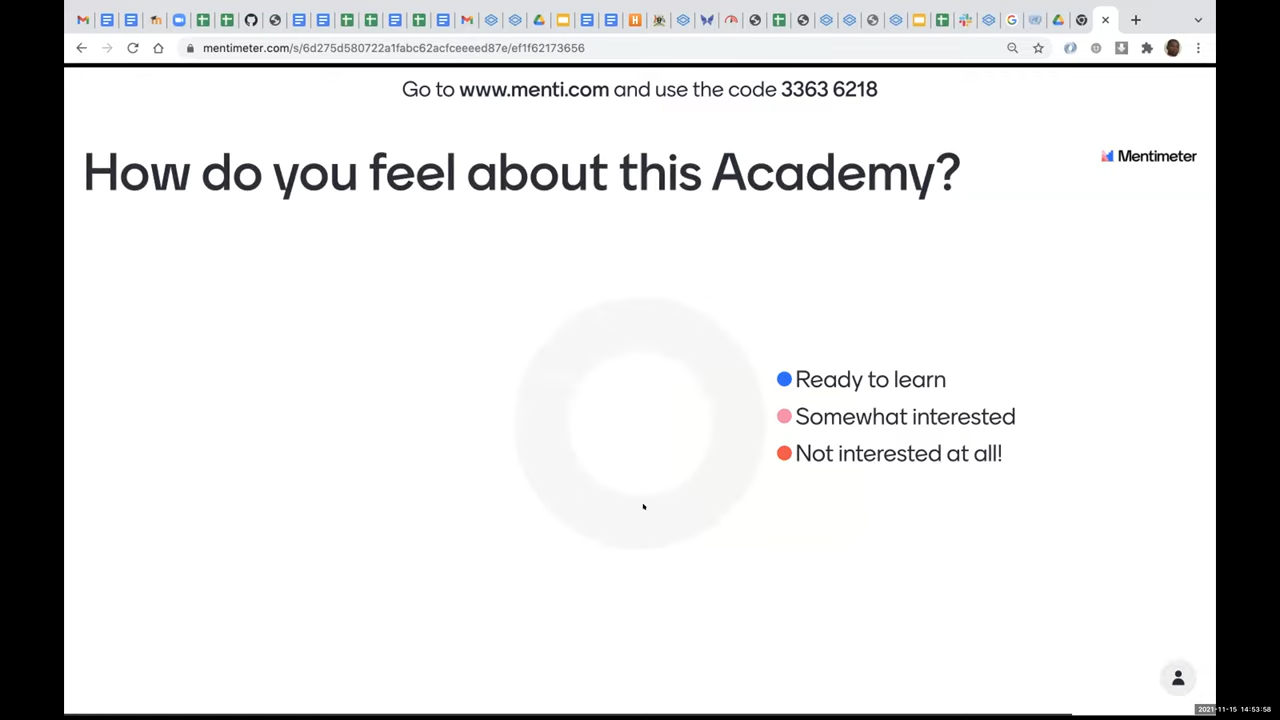 mentimeter.com/s/6d275d580722a1fabc62acfceeeed87e/ef1f62173656
Go to www.menti.com and use the code 3363 6218
How do you feel about this Academy?
Mentimeter
Ready to learn
Somewhat interested
Not interested at all!
2021-11-15 14:53:58